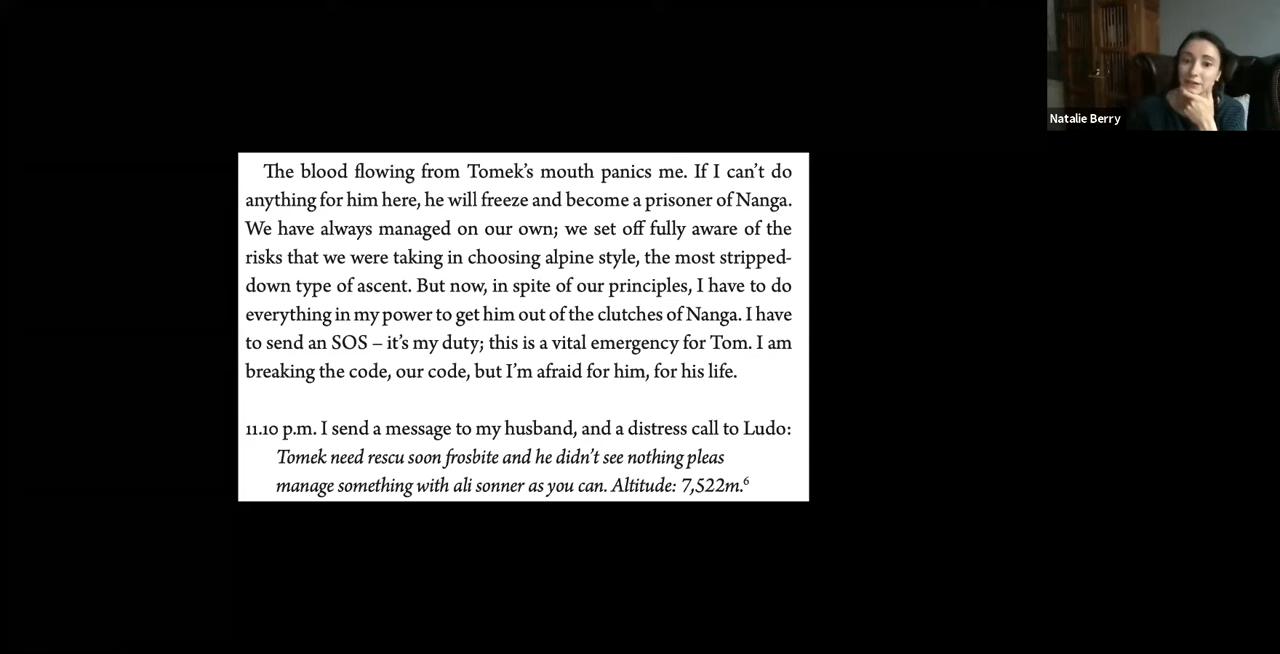 Natalie Berry
The blood flowing from Tomek’s mouth panics me. If I can’t do
anything for him here, he will freeze and become a prisoner of Nanga.
We have always managed on our own; we set off fully aware of the
risks that we were taking in choosing alpine style, the most stripped-
down type of ascent. But now, in spite of our principles, I have to do
everything in my power to get him out of the clutches of Nanga. I have
to send an SOS – it’s my duty; this is a vital emergency for Tom. I am
breaking the code, our code, but I’m afraid for him, for his life.
11.10 p.m. I send a message to my husband, and a distress call to Ludo:
Tomek need rescu soon frosbite and he didn’t see nothing pleas
manage something with ali sonner as you can. Altitude: 7,522m.⁶